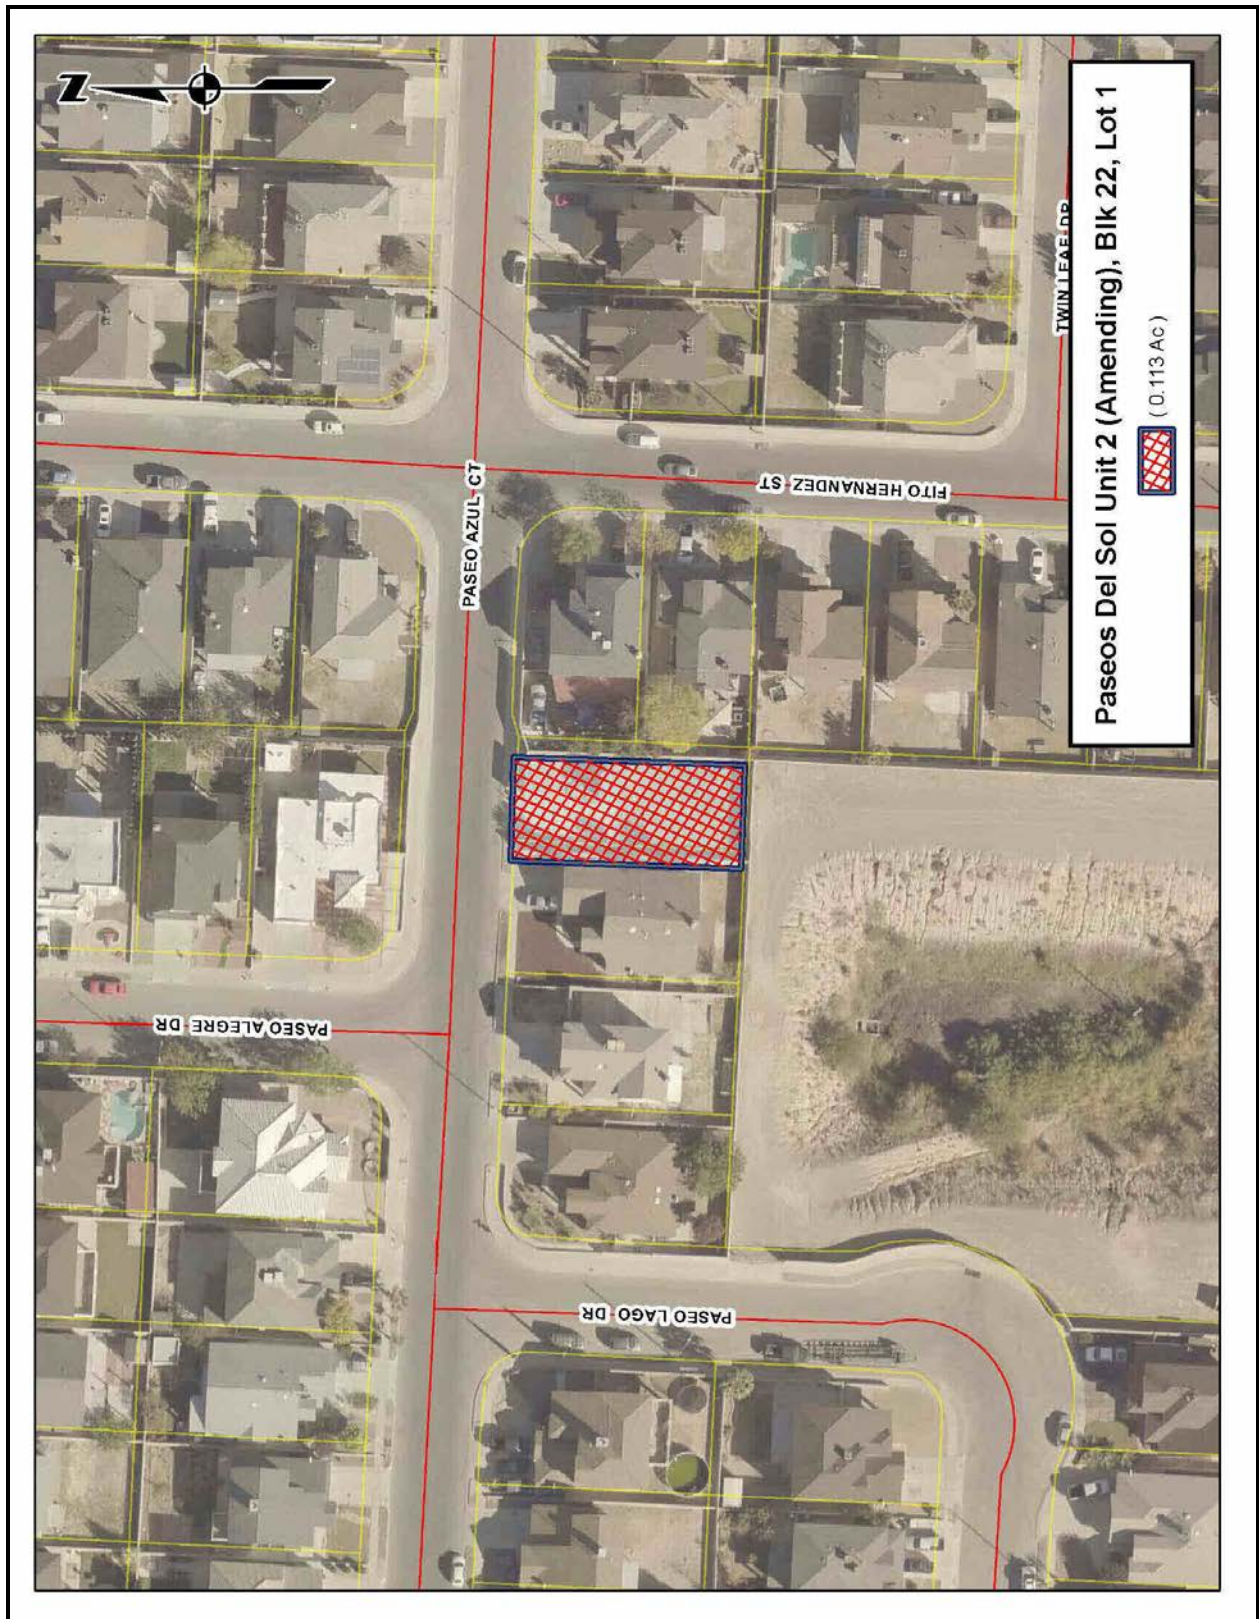 N
PASEO AZUL CT
PASEO ALEGRE DR
FITO HERNANDEZ ST
TWIN LEAF DR
PASEO LAGO DR
Paseos Del Sol Unit 2 (Amending), Blk 22, Lot 1
( 0.113 Ac )